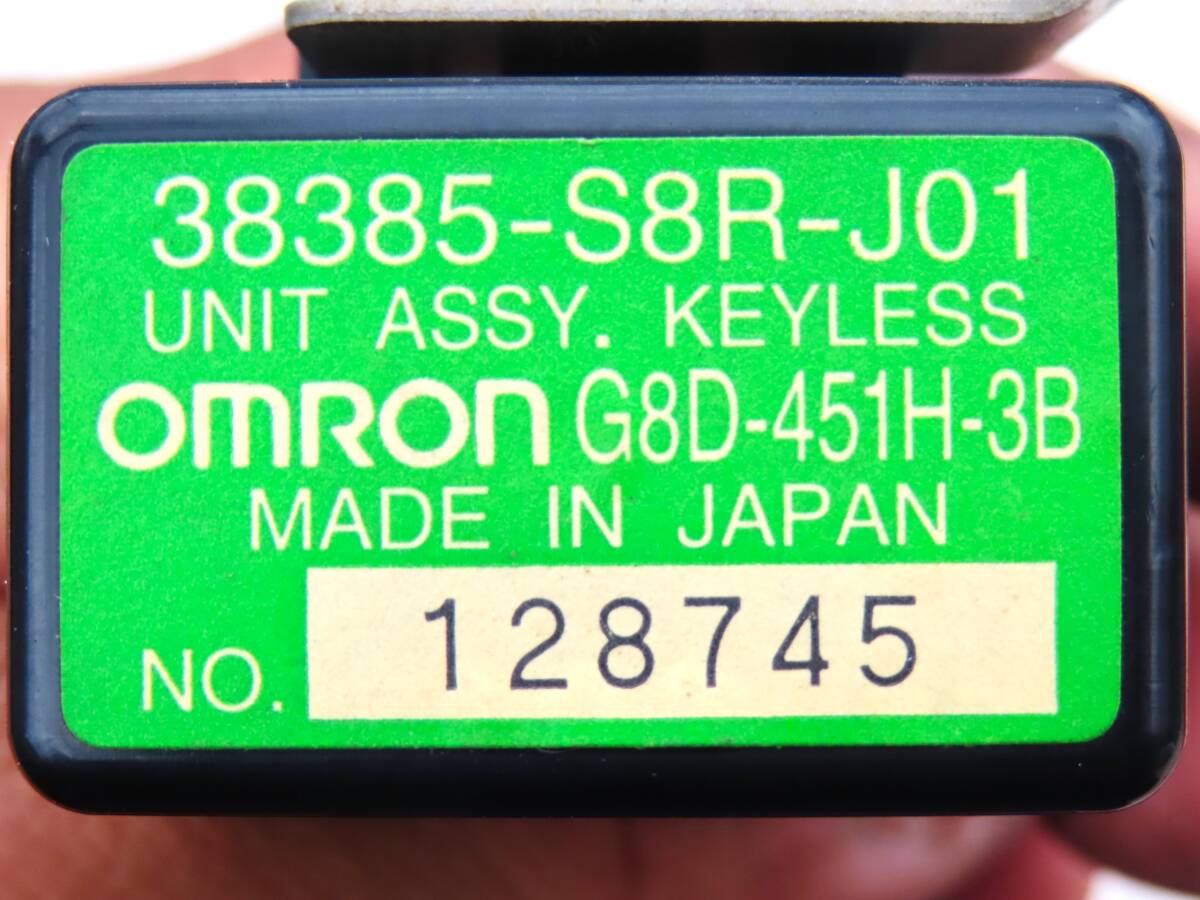 38385-S8R-J01
UNIT ASSY. KEYLESS
OMRON G8D-451H-3B
MADE IN JAPAN
NO. 128745